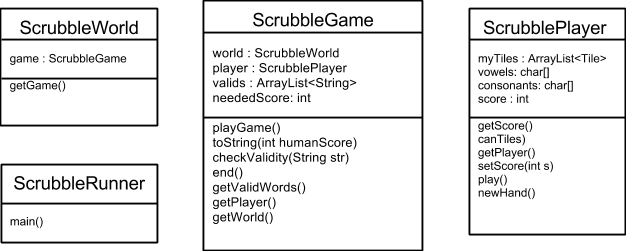 ScrubbleWorld
game : ScrubbleGame
getGame()
ScrubbleRunner
main()
ScrubbleGame
world : ScrubbleWorld
player : ScrubblePlayer
valids : ArrayList<String>
neededScore: int
playGame()
toString(int humanScore)
checkValidity(String str)
end()
getValidWords()
getPlayer()
getWorld()
ScrubblePlayer
myTiles : ArrayList<Tile>
vowels: char[]
consonants: char[]
score : int
getScore()
canTiles)
getPlayer()
setScore(int s)
play()
newHand()